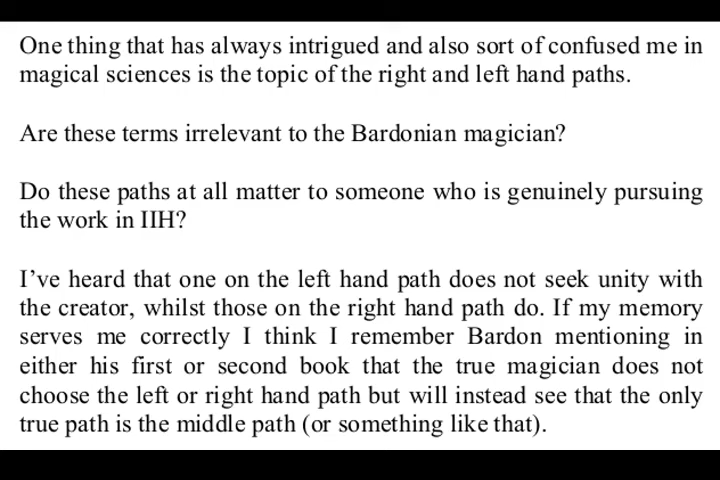 One thing that has always intrigued and also sort of confused me in
magical sciences is the topic of the right and left hand paths.
Are these terms irrelevant to the Bardonian magician?
Do these paths at all matter to someone who is genuinely pursuing
the work in IIH?
I’ve heard that one on the left hand path does not seek unity with
the creator, whilst those on the right hand path do. If my memory
serves me correctly I think I remember Bardon mentioning in
either his first or second book that the true magician does not
choose the left or right hand path but will instead see that the only
true path is the middle path (or something like that).